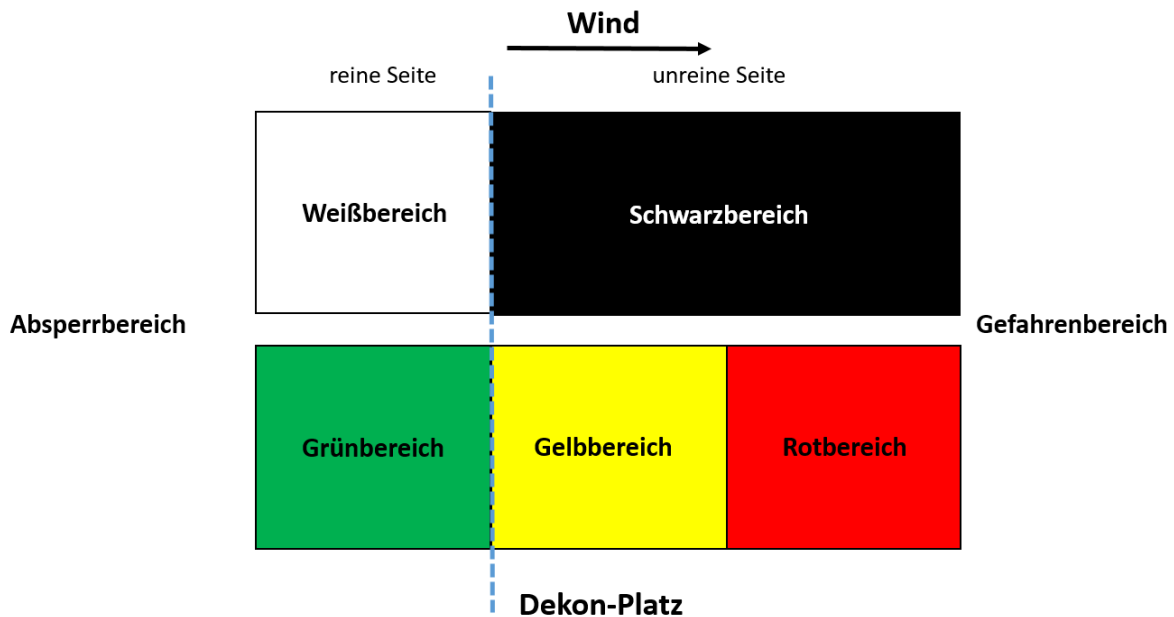 Wind
reine Seite
unreine Seite
Weißbereich
Schwarzbereich
Absperrbereich
Gefahrenbereich
Grünbereich
Gelbbereich
Rotbereich
Dekon-Platz